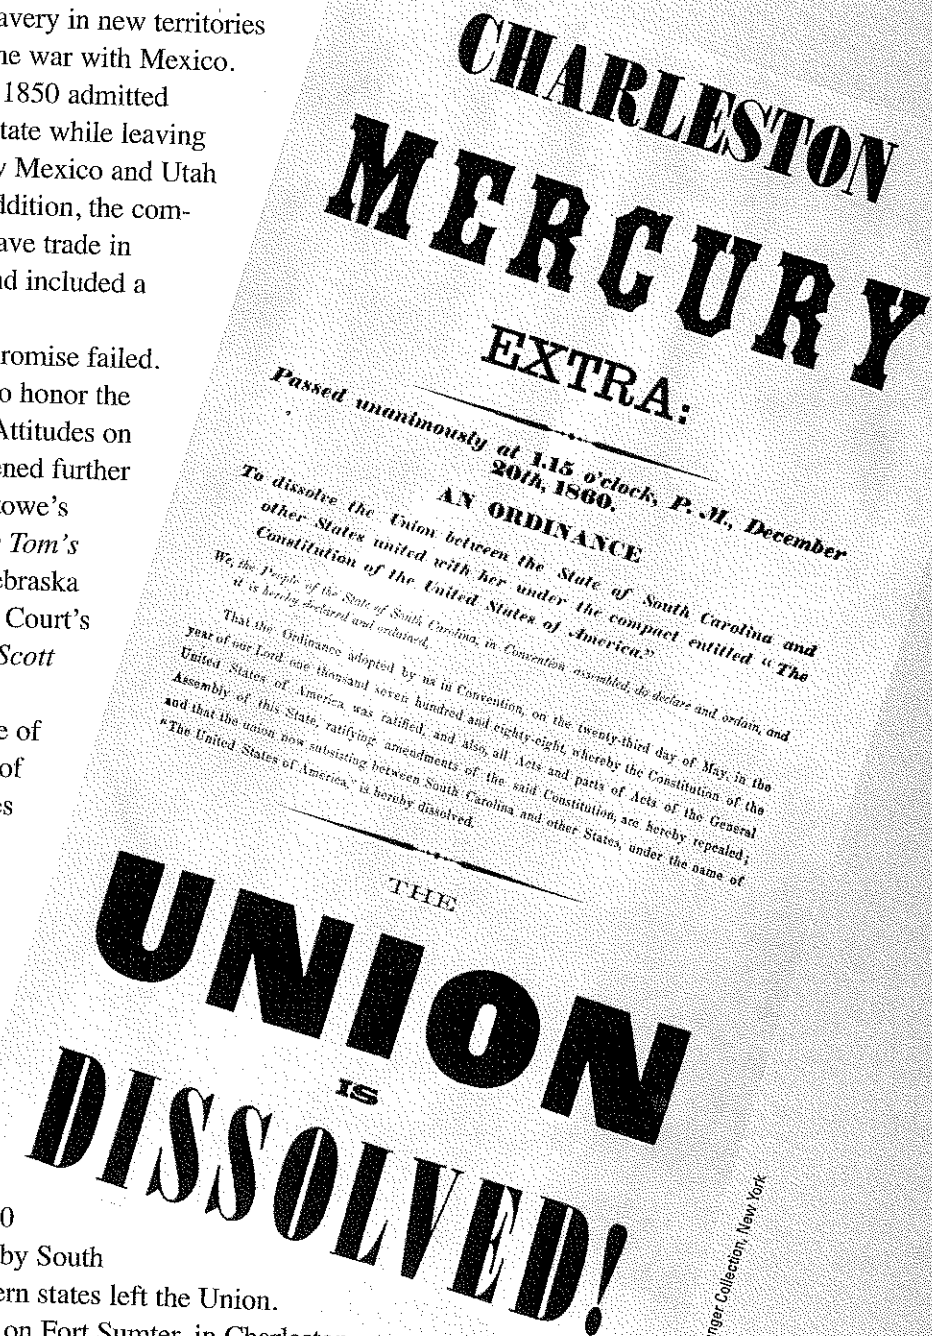 avery in new territories
ne war with Mexico.
1850 admitted
tate while leaving
w Mexico and Utah
ddition, the com-
ave trade in
nd included a
romise failed.
o honor the
Attitudes on
ened further
towe's
Tom's
ebraska
Court's
Scott
e of
of
es
0
by South
ern states left the Union.
on Fort Sumter, in Charleston
CHARLESTON
MERCURY
EXTRA:
Passed unanimously at 1.15 o'clock, P. M., December
20th, 1860.
AN ORDINANCE
To dissolve the Union between the State of South Carolina and
other States united with her under the compact entitled "The
Constitution of the United States of America."
We, the People of the State of South Carolina, in Convention assembled, do declare and ordain, and
it is hereby declared and ordained,
That the Ordinance adopted by us in Convention, on the twenty-third day of May, in the
year of our Lord one thousand seven hundred and eighty-eight, whereby the Constitution of the
United States of America was ratified, and also, all Acts and parts of Acts of the General
Assembly of this State, ratifying amendments of the said Constitution, are hereby repealed;
and that the union now subsisting between South Carolina and other States, under the name of
"The United States of America," is hereby dissolved.
THE
UNION
IS
DISSOLVED!
nger Collection, New York